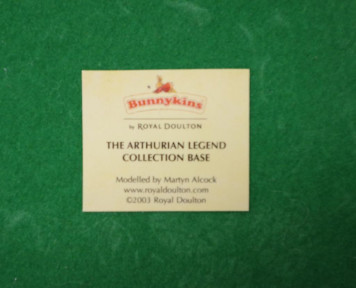 Bunnykins
by ROYAL DOULTON
THE ARTHURIAN LEGEND
COLLECTION BASE
Modelled by Martyn Alcock
www.royaldoulton.com
©2003 Royal Doulton